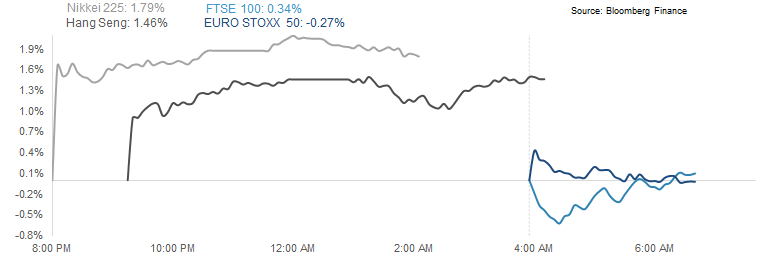 Nikkei 225: 1.79%
FTSE 100: 0.34%
Source: Bloomberg Finance
Hang Seng: 1.46%
EURO STOXX 50: -0.27%
1.9%
1.6%
1.3%
1.0%
0.7%
0.4%
0.1%
-0.2%
-0.5%
-0.8%
8:00 PM
10:00 PM
12:00 AM
2:00 AM
4:00 AM
6:00 AM